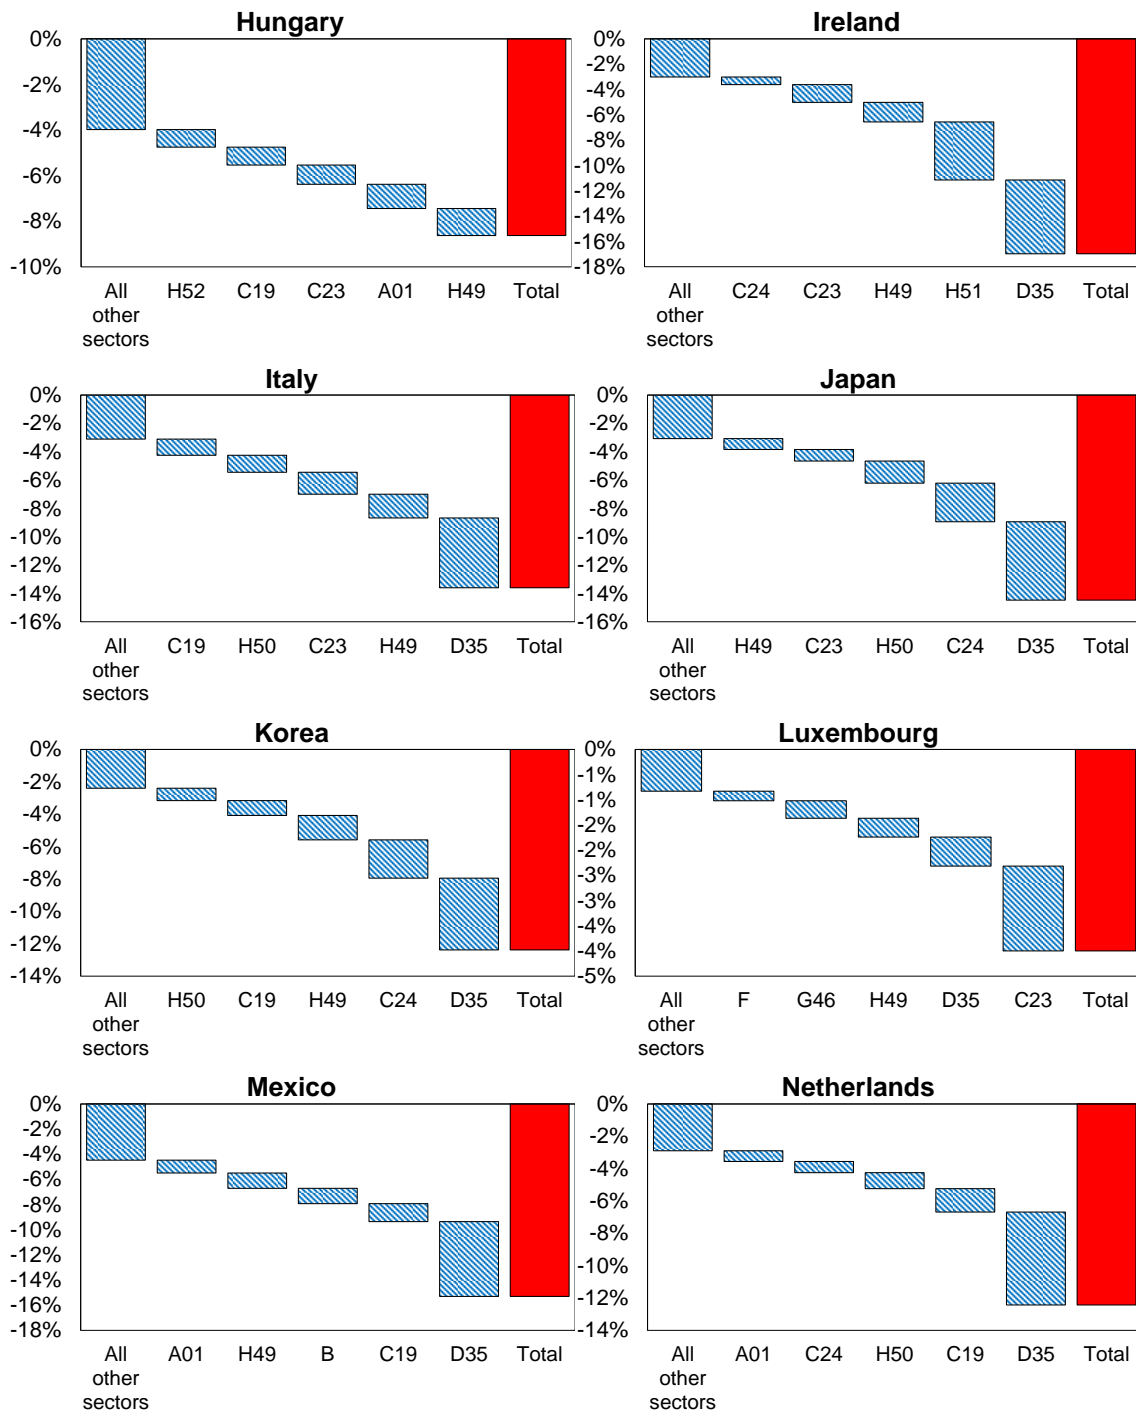 Hungary
0%
-2%
-4%
-6%
-8%
-10%
All other sectors
H52
C19
C23
A01
H49
Total
Ireland
0%
-2%
-4%
-6%
-8%
-10%
-12%
-14%
-16%
-18%
All other sectors
C24
C23
H49
H51
D35
Total
Italy
0%
-2%
-4%
-6%
-8%
-10%
-12%
-14%
-16%
All other sectors
C19
H50
C23
H49
D35
Total
Japan
0%
-2%
-4%
-6%
-8%
-10%
-12%
-14%
-16%
All other sectors
H49
C23
H50
C24
D35
Total
Korea
0%
-2%
-4%
-6%
-8%
-10%
-12%
-14%
All other sectors
H50
C19
H49
C24
D35
Total
Luxembourg
0%
-1%
-1%
-2%
-2%
-3%
-3%
-4%
-4%
-5%
All other sectors
F
G46
H49
D35
C23
Total
Mexico
0%
-2%
-4%
-6%
-8%
-10%
-12%
-14%
-16%
-18%
All other sectors
A01
H49
B
C19
D35
Total
Netherlands
0%
-2%
-4%
-6%
-8%
-10%
-12%
-14%
All other sectors
A01
C24
H50
C19
D35
Total